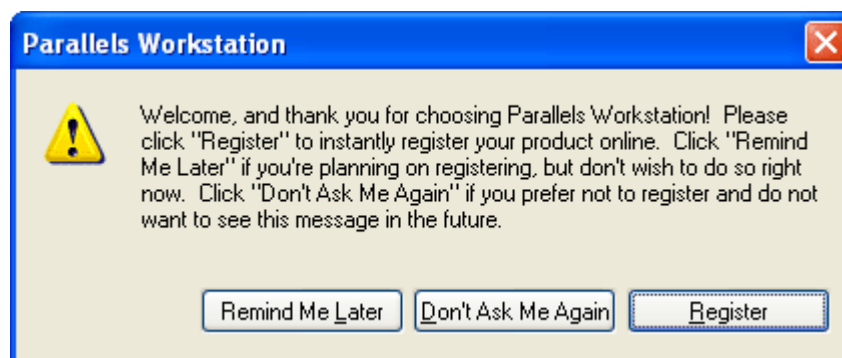 Parallels Workstation
Welcome, and thank you for choosing Parallels Workstation!  Please
click "Register" to instantly register your product online.  Click "Remind
Me Later" if you're planning on registering, but don't wish to do so right
now.  Click "Don't Ask Me Again" if you prefer not to register and do not
want to see this message in the future.
Remind Me Later Don't Ask Me Again Register